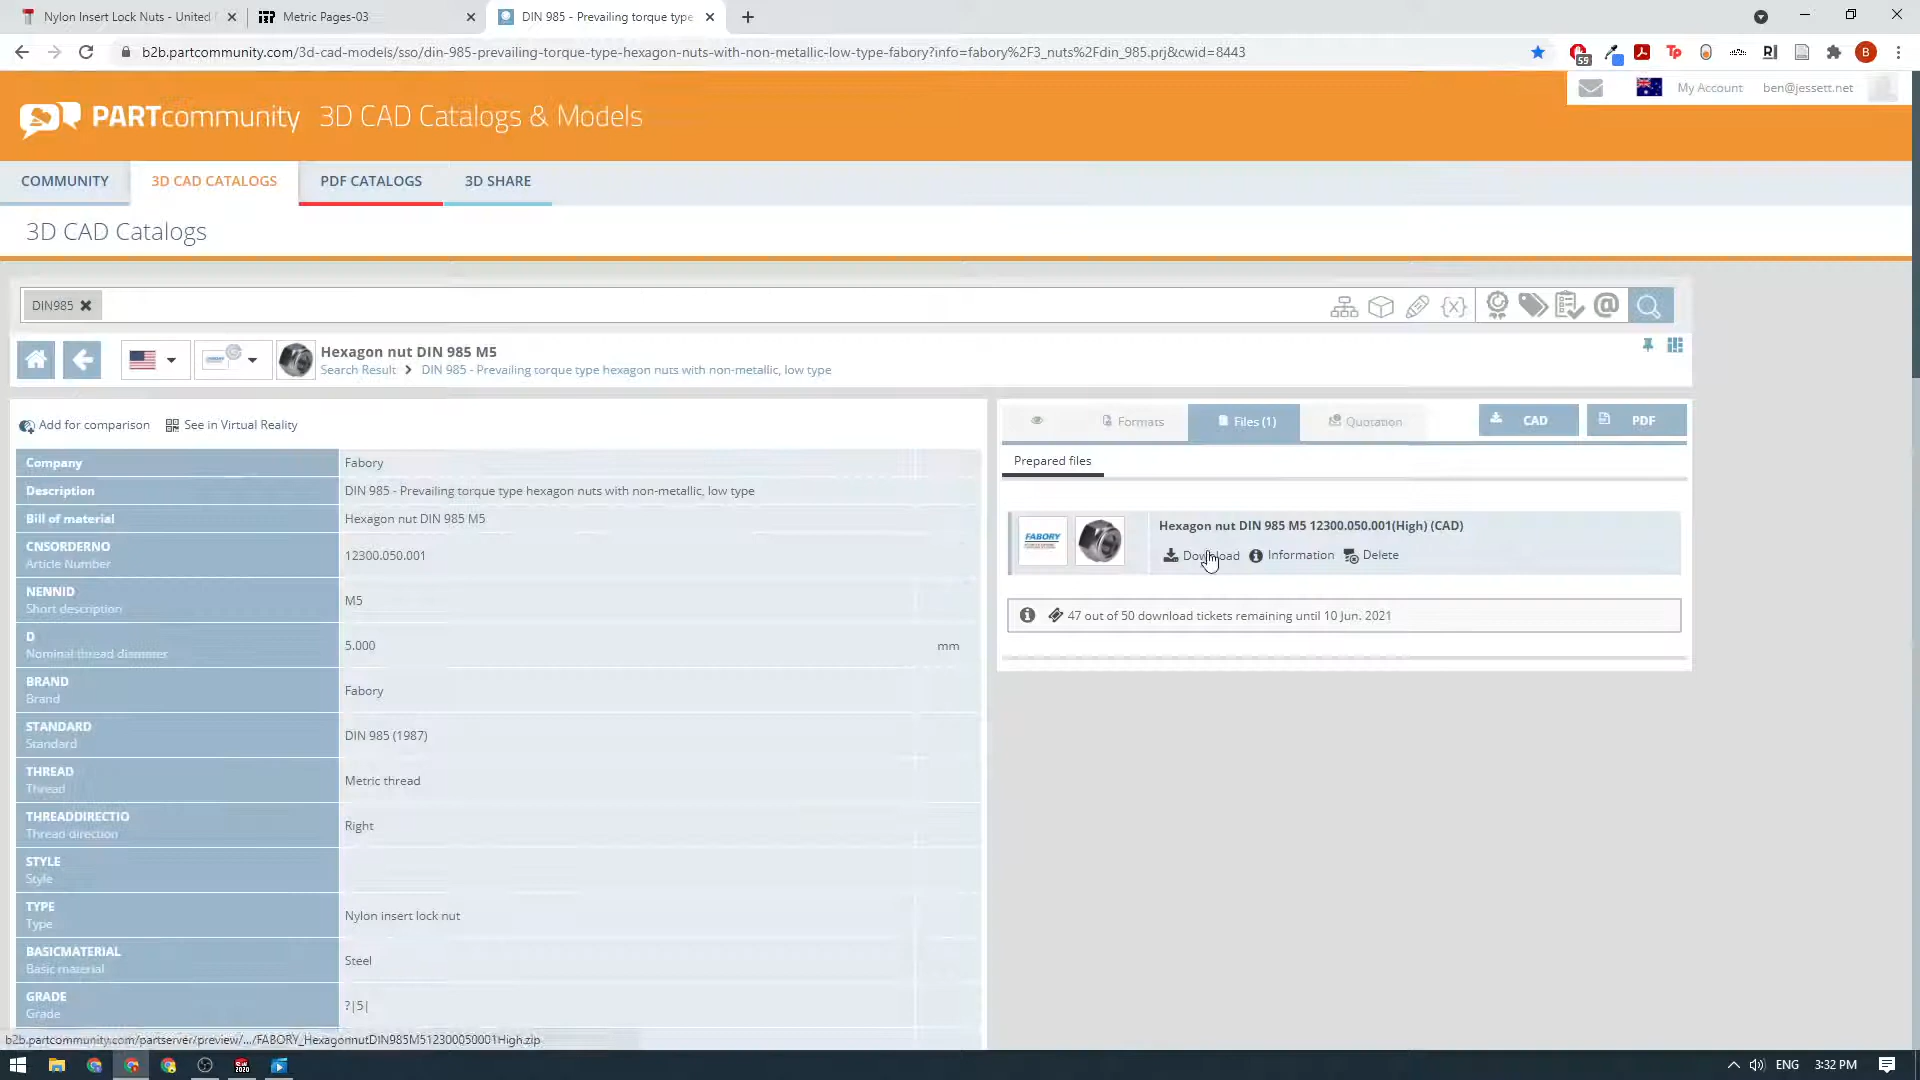 Nylon Insert Lock Nuts - United
Metric Pages-03
DIN 985 - Prevailing torque type
b2b.partcommunity.com/3d-cad-models/sso/din-985-prevailing-torque-type-hexagon-nuts-with-non-metallic-low-type-fabory?info=fabory%2F3_nuts%2Fdin_985.prj&cwid=8443
59
B
PARTcommunity 3D CAD Catalogs & Models
My Account ben@jessett.net
COMMUNITY 3D CAD CATALOGS PDF CATALOGS 3D SHARE
3D CAD Catalogs
DIN985
Hexagon nut DIN 985 M5
Search Result > DIN 985 - Prevailing torque type hexagon nuts with non-metallic, low type
Add for comparison See in Virtual Reality
Company Fabory
Description DIN 985 - Prevailing torque type hexagon nuts with non-metallic, low type
Bill of material Hexagon nut DIN 985 M5
CNSORDERNO
Article Number
12300.050.001
NENNID
Short description
M5
D
Nominal thread diameter
5.000 mm
BRAND
Brand
Fabory
STANDARD
Standard
DIN 985 (1987)
THREAD
Thread
Metric thread
THREADDIRECTIO
Thread direction
Right
STYLE
Style
TYPE
Type
Nylon insert lock nut
BASICMATERIAL
Basic material
Steel
GRADE
Grade
?|5|
Formats Files (1) Quotation CAD PDF
Prepared files
FABORY
Hexagon nut DIN 985 M5 12300.050.001(High) (CAD)
Download Information Delete
47 out of 50 download tickets remaining until 10 Jun. 2021
b2b.partcommunity.com/partserver/preview/.../FABORY_HexagonnutDIN985M512300050001High.zip
ENG 3:32 PM